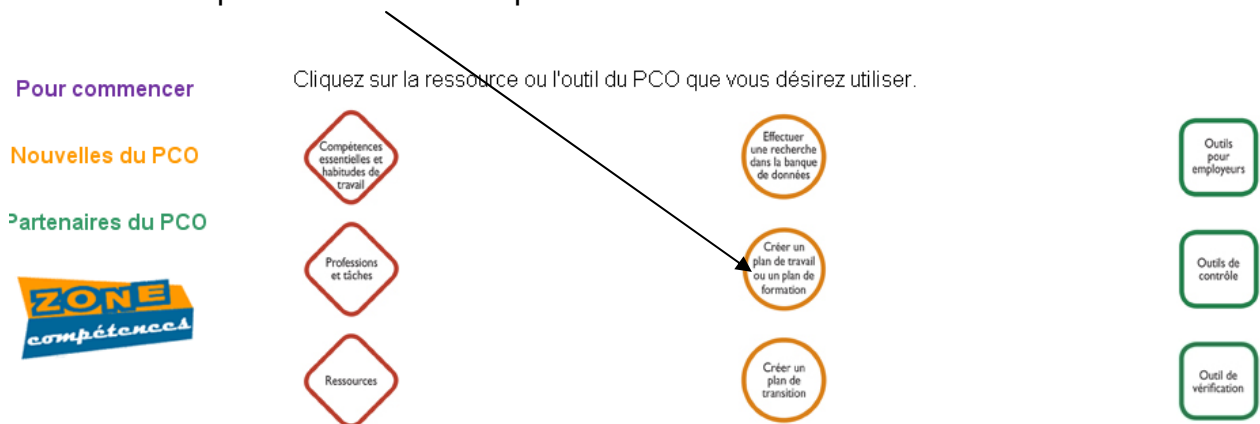 Cliquez sur la ressource ou l'outil du PCO que vous désirez utiliser.
Pour commencer
Nouvelles du PCO
Partenaires du PCO
ZONE
compétences
Compétences
essentielles et
habitudes de
travail
Professions
et tâches
Ressources
Effectuer
une recherche
dans la banque
de données
Créer un
plan de travail
ou un plan de
formation
Créer un
plan de
transition
Outils
pour
employeurs
Outils de
contrôle
Outil de
vérification